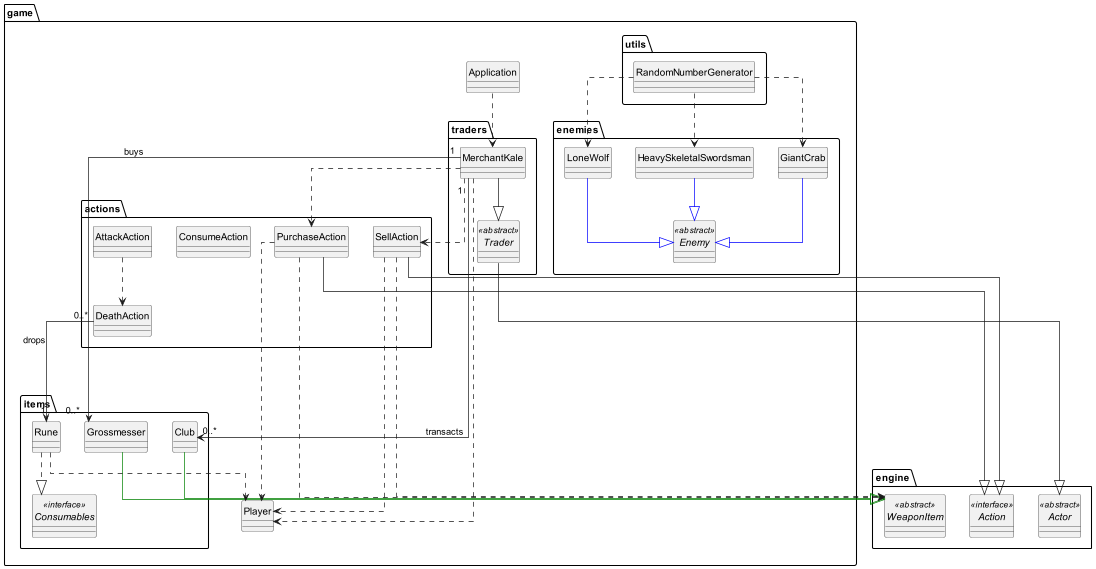 game
utils
Application
RandomNumberGenerator
traders
enemies
buys
1
MerchantKale
LoneWolf
HeavySkeletalSwordsman
GiantCrab
1
actions
«abstract»
Trader
«abstract»
Enemy
AttackAction
ConsumeAction
PurchaseAction
SellAction
0..*
DeathAction
drops
items
0..*
Rune
Grossmesser
Club
0..*
transacts
engine
«interface»
Consumables
Player
«abstract»
WeaponItem
«interface»
Action
«abstract»
Actor